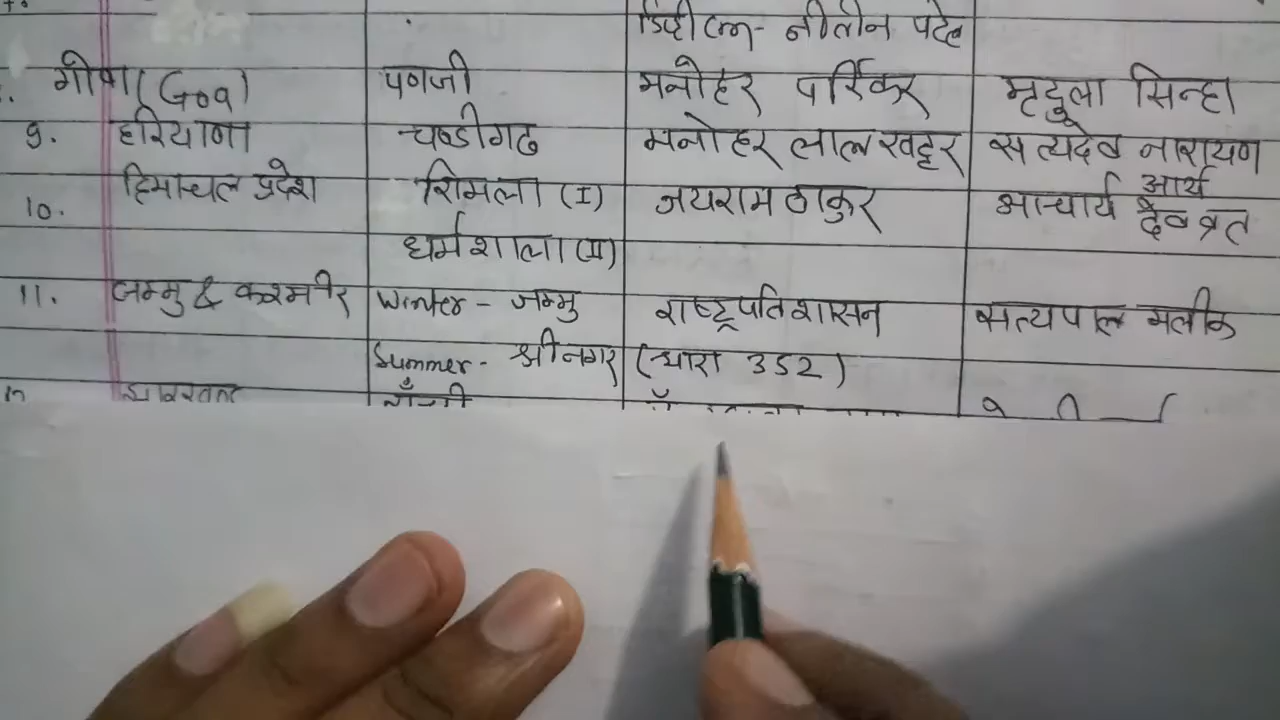 डिप्टी cm- नीतीन पटेल
गोवा (Goa) पणजी मनोहर पर्रिकर मृदुला सिन्हा
9. हरियाणा चण्डीगढ मनोहर लाल खट्टर सत्यदेव नारायण
आर्य
10. हिमाचल प्रदेश शिमला (I) जयराम ठाकुर आचार्य देवव्रत
धर्मशाला (II)
11. जम्मु & कश्मीर Winter - जम्मु राष्ट्रपति शासन सत्यपाल मलीक
Summer - श्रीनगर (धारा 352)